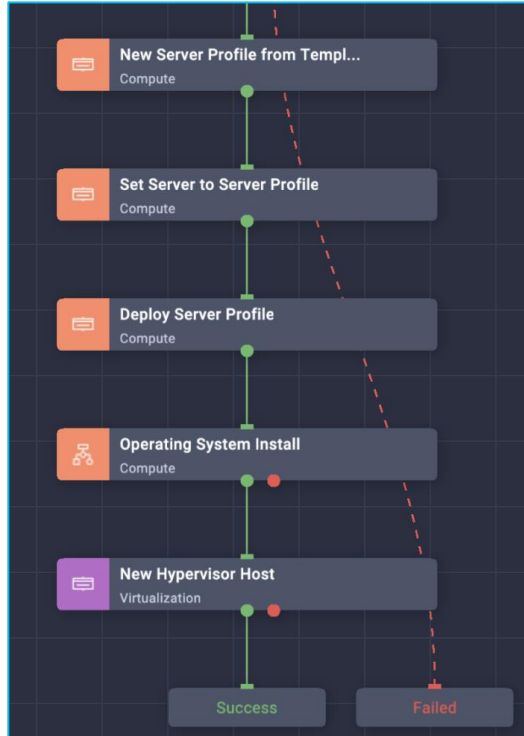 New Server Profile from Templ...
Compute
Set Server to Server Profile
Compute
Deploy Server Profile
Compute
Operating System Install
Compute
New Hypervisor Host
Virtualization
Success
Failed